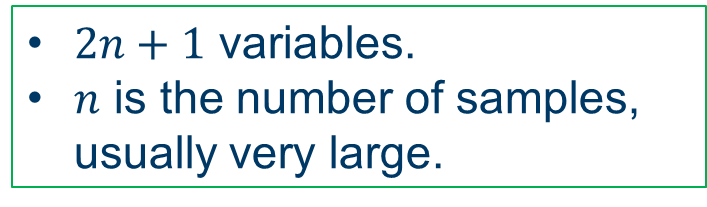 • 2n + 1 variables.
• n is the number of samples,
usually very large.